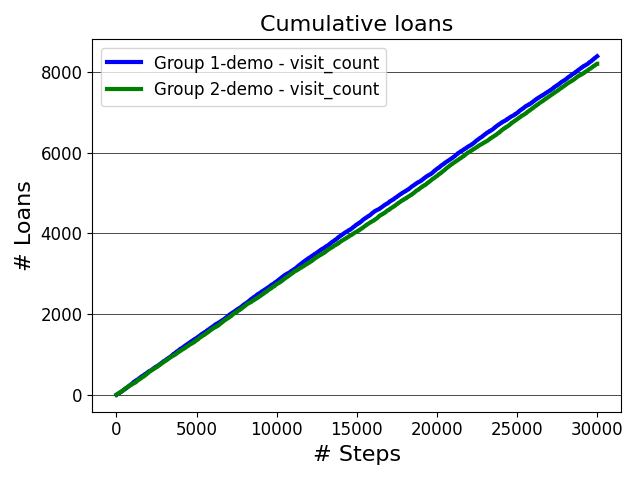 Cumulative loans
Group 1-demo - visit_count
Group 2-demo - visit_count
# Loans
8000
6000
4000
2000
0
0 5000 10000 15000 20000 25000 30000
# Steps